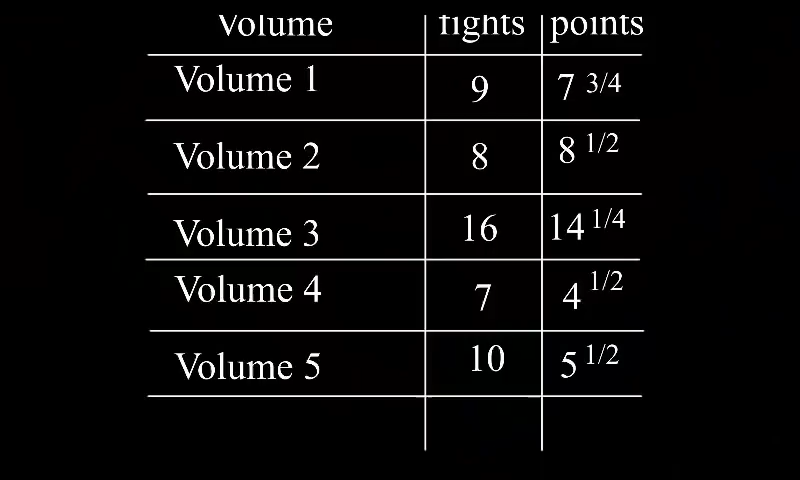 Volume fights points
Volume 1 9 7 3/4
Volume 2 8 8 1/2
Volume 3 16 14 1/4
Volume 4 7 4 1/2
Volume 5 10 5 1/2